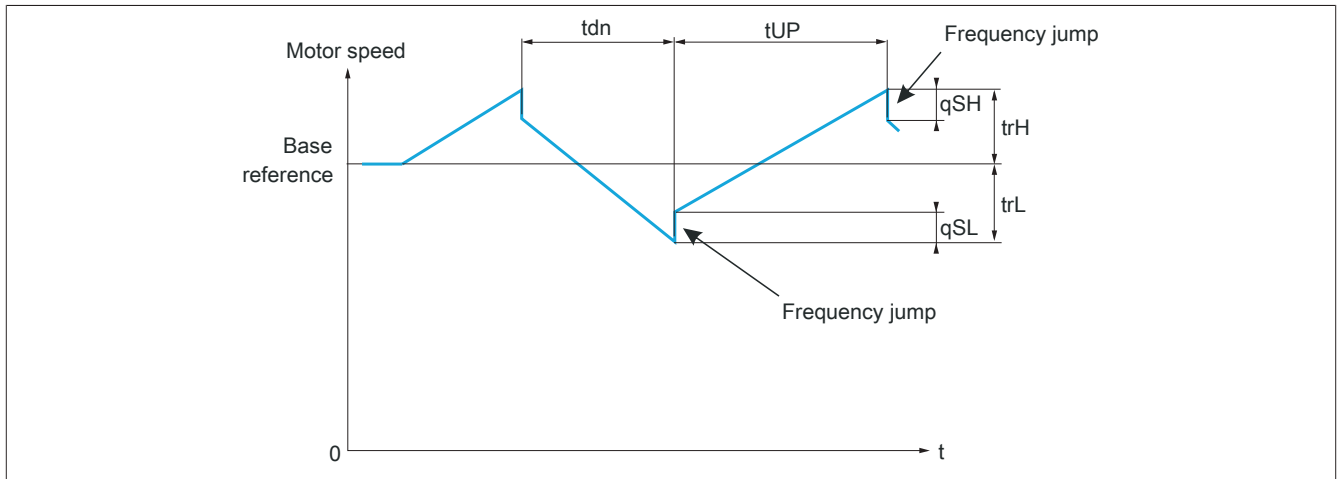 tdn
tUP
Frequency jump
Motor speed
qSH
trH
Base
reference
trL
qSL
Frequency jump
0
t